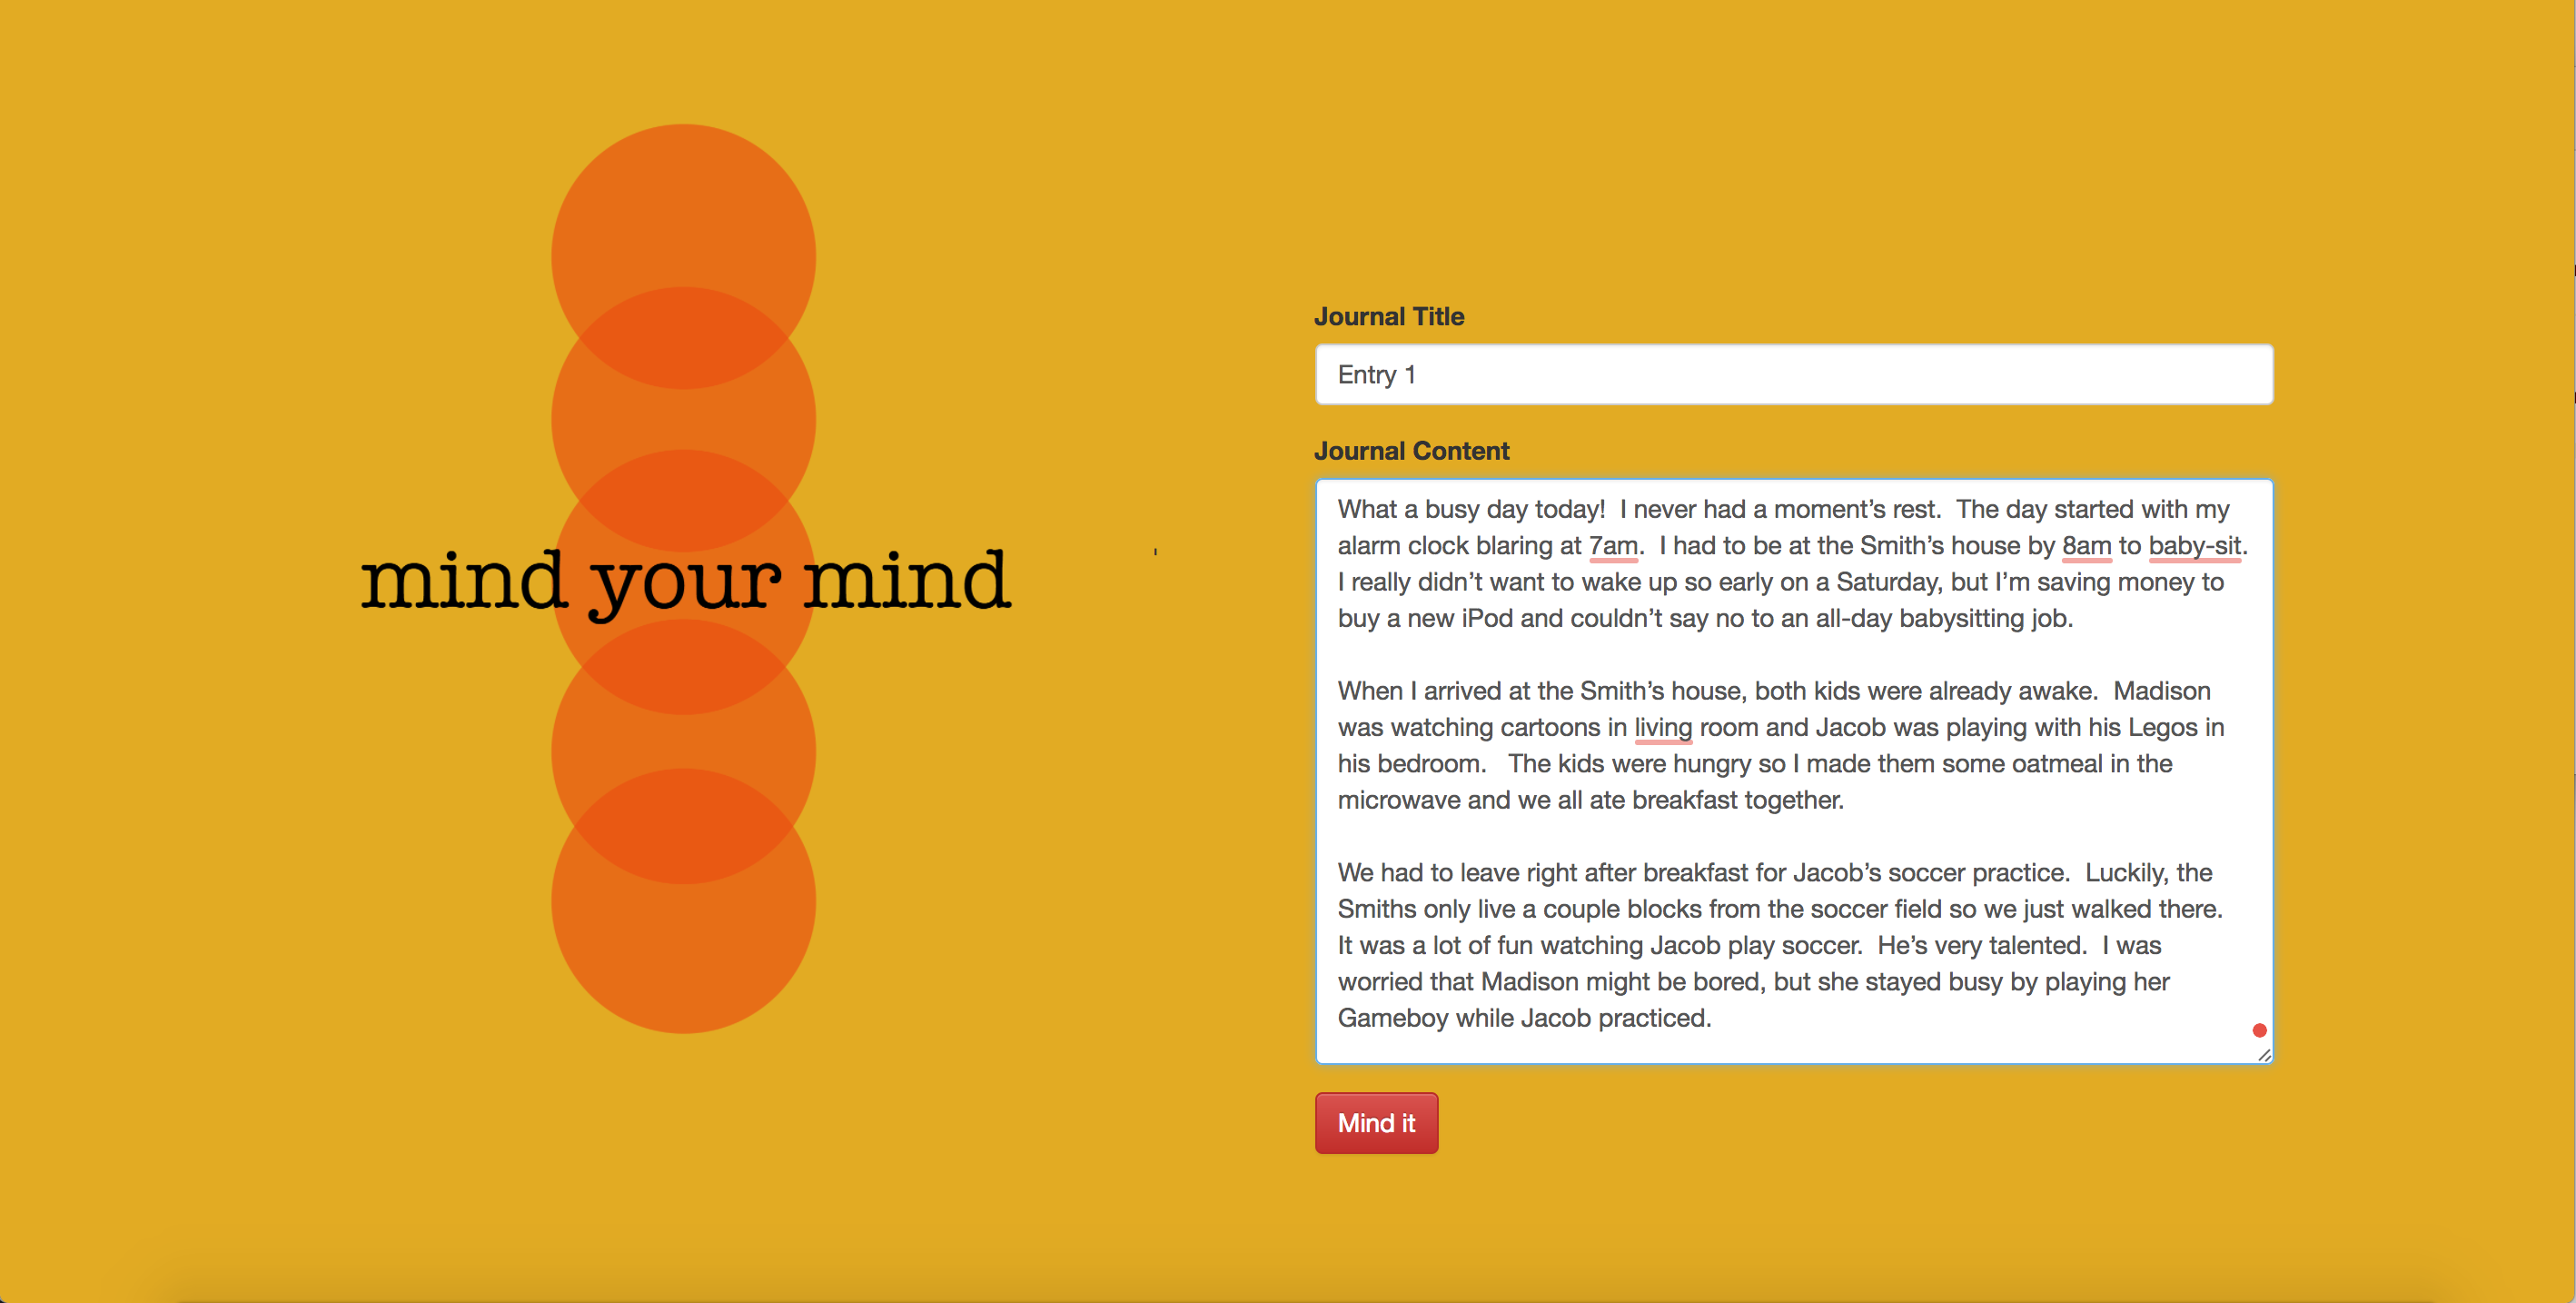 mind your mind
Journal Title
Entry 1
Journal Content
What a busy day today!  I never had a moment’s rest.  The day started with my
alarm clock blaring at 7am.  I had to be at the Smith’s house by 8am to baby-sit.
I really didn’t want to wake up so early on a Saturday, but I’m saving money to
buy a new iPod and couldn’t say no to an all-day babysitting job.
When I arrived at the Smith’s house, both kids were already awake.  Madison
was watching cartoons in living room and Jacob was playing with his Legos in
his bedroom.   The kids were hungry so I made them some oatmeal in the
microwave and we all ate breakfast together.
We had to leave right after breakfast for Jacob’s soccer practice.  Luckily, the
Smiths only live a couple blocks from the soccer field so we just walked there.
It was a lot of fun watching Jacob play soccer.  He’s very talented.  I was
worried that Madison might be bored, but she stayed busy by playing her
Gameboy while Jacob practiced.
Mind it